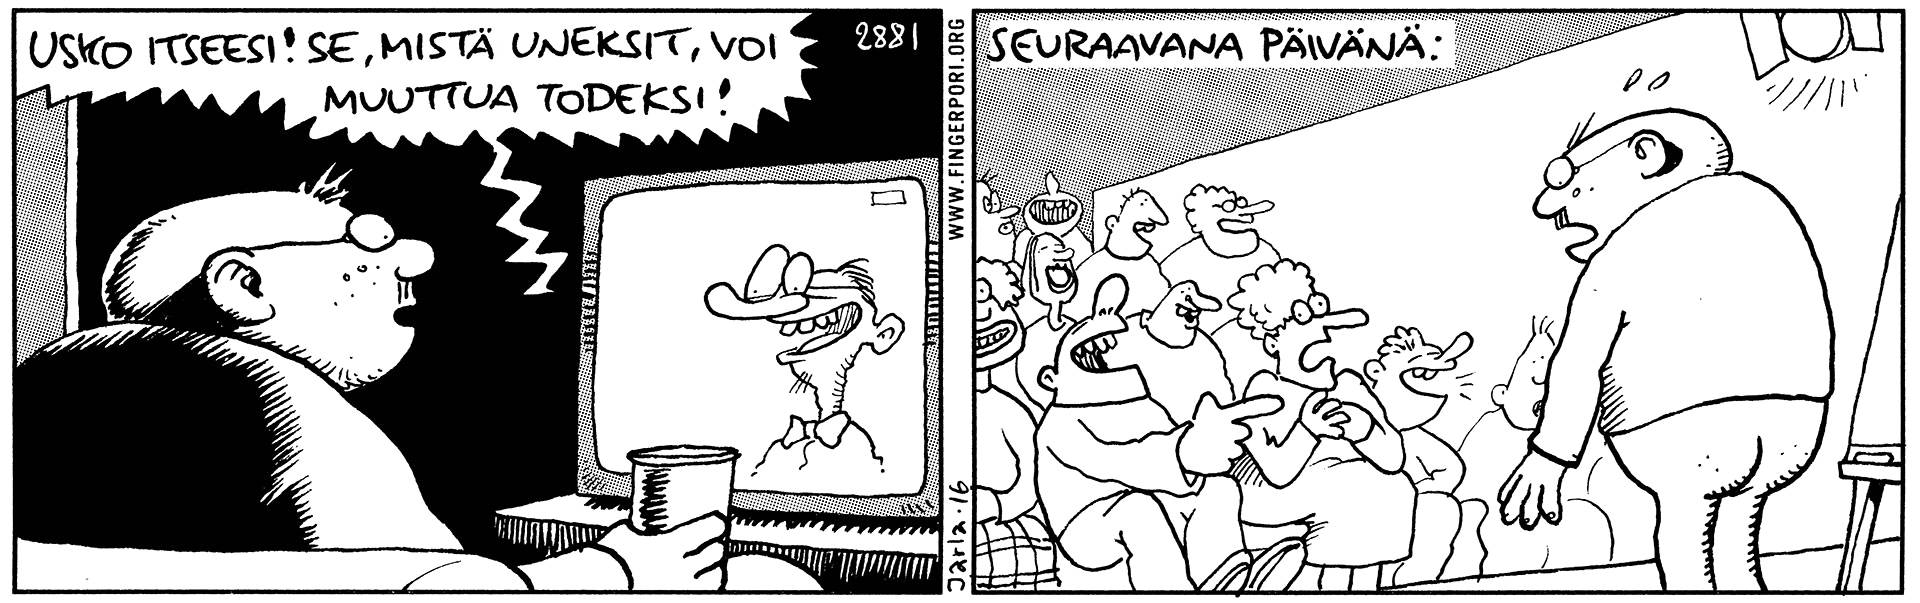 USKO ITSEESI! SE, MISTÄ UNEKSIT, VOI
MUUTTUA TODEKSI!
2881
WWW.FINGERPORI.ORG
Jarla.16
SEURAAVANA PÄIVÄNÄ: